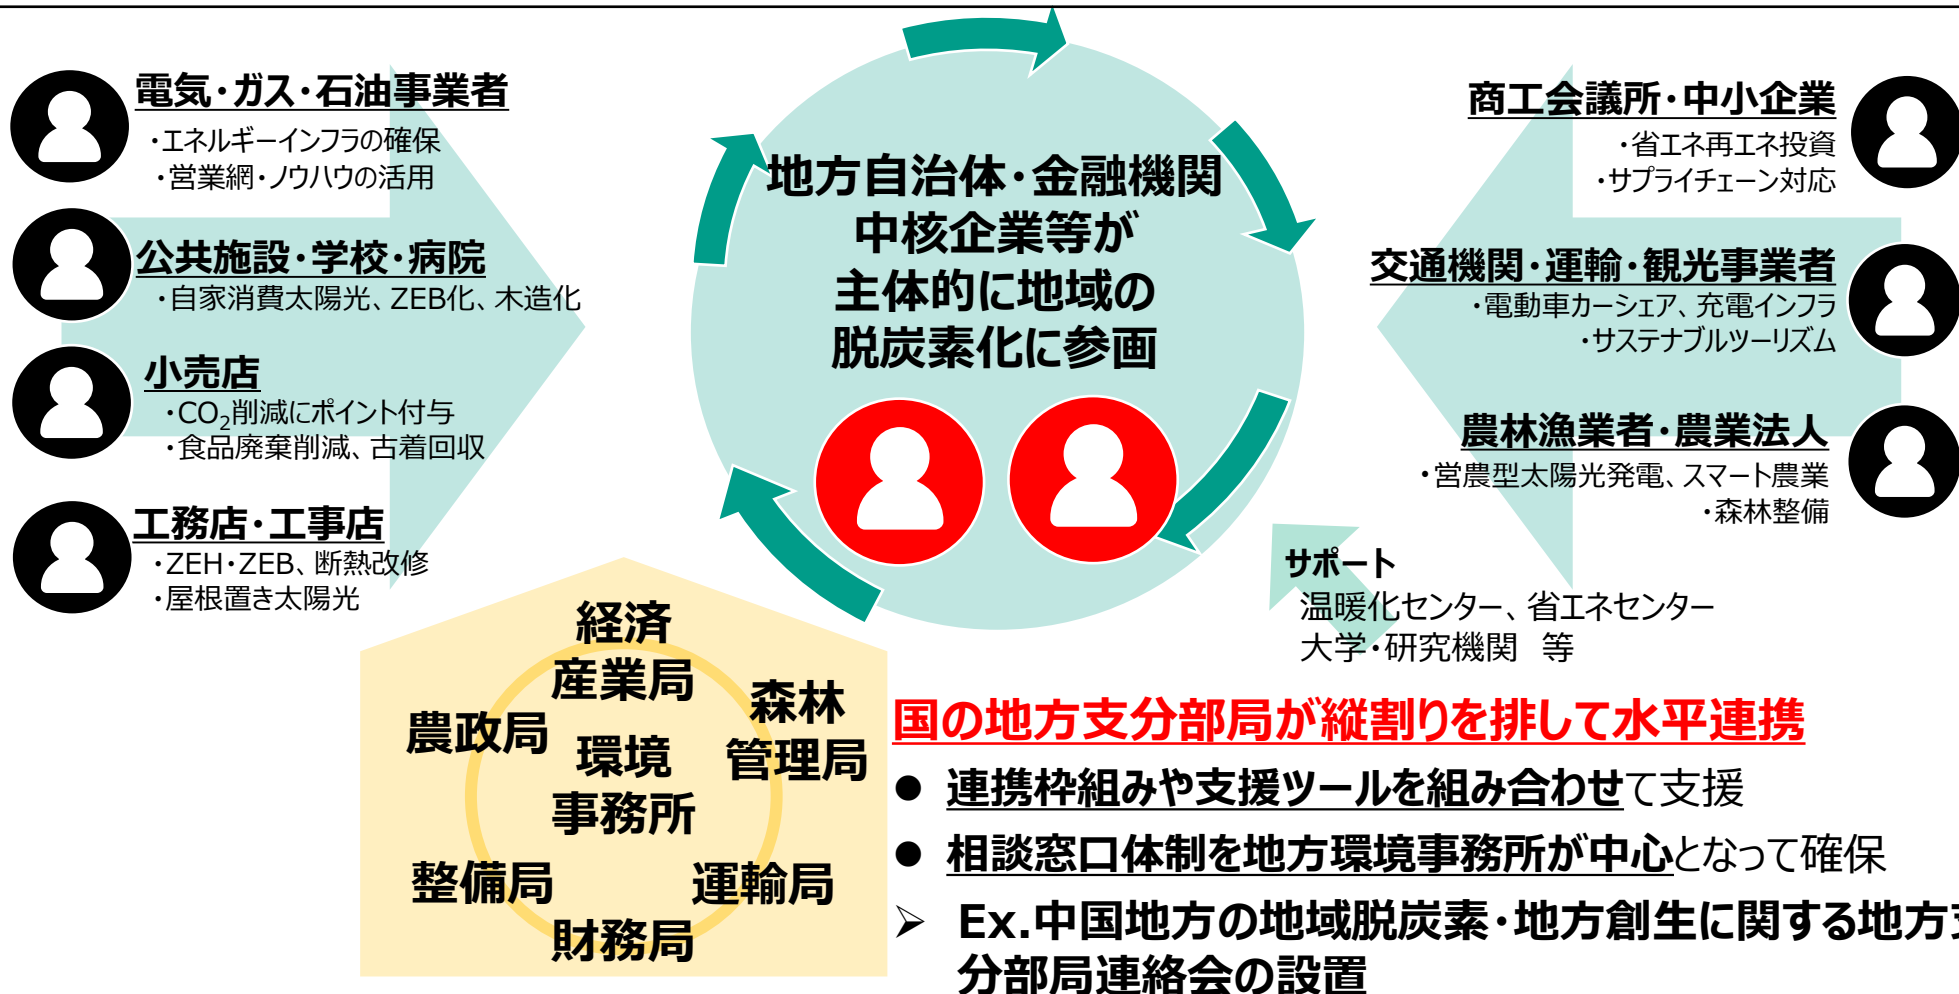 電気・ガス・石油事業者
・エネルギーインフラの確保
・営業網・ノウハウの活用
公共施設・学校・病院
・自家消費太陽光、ZEB化、木造化
小売店
・CO₂削減にポイント付与
・食品廃棄削減、古着回収
工務店・工事店
・ZEH・ZEB、断熱改修
・屋根置き太陽光
地方自治体・金融機関
中核企業等が
主体的に地域の
脱炭素化に参画
商工会議所・中小企業
・省エネ再エネ投資
・サプライチェーン対応
交通機関・運輸・観光事業者
・電動車カーシェア、充電インフラ
・サステナブルツーリズム
農林漁業者・農業法人
・営農型太陽光発電、スマート農業
・森林整備
サポート
温暖化センター、省エネセンター
大学・研究機関　等
経済
産業局
農政局
森林
管理局
環境
事務所
整備局
運輸局
財務局
国の地方支分部局が縦割りを排して水平連携
● 連携枠組みや支援ツールを組み合わせて支援
● 相談窓口体制を地方環境事務所が中心となって確保
➢ Ex.中国地方の地域脱炭素・地方創生に関する地方支
分部局連絡会の設置